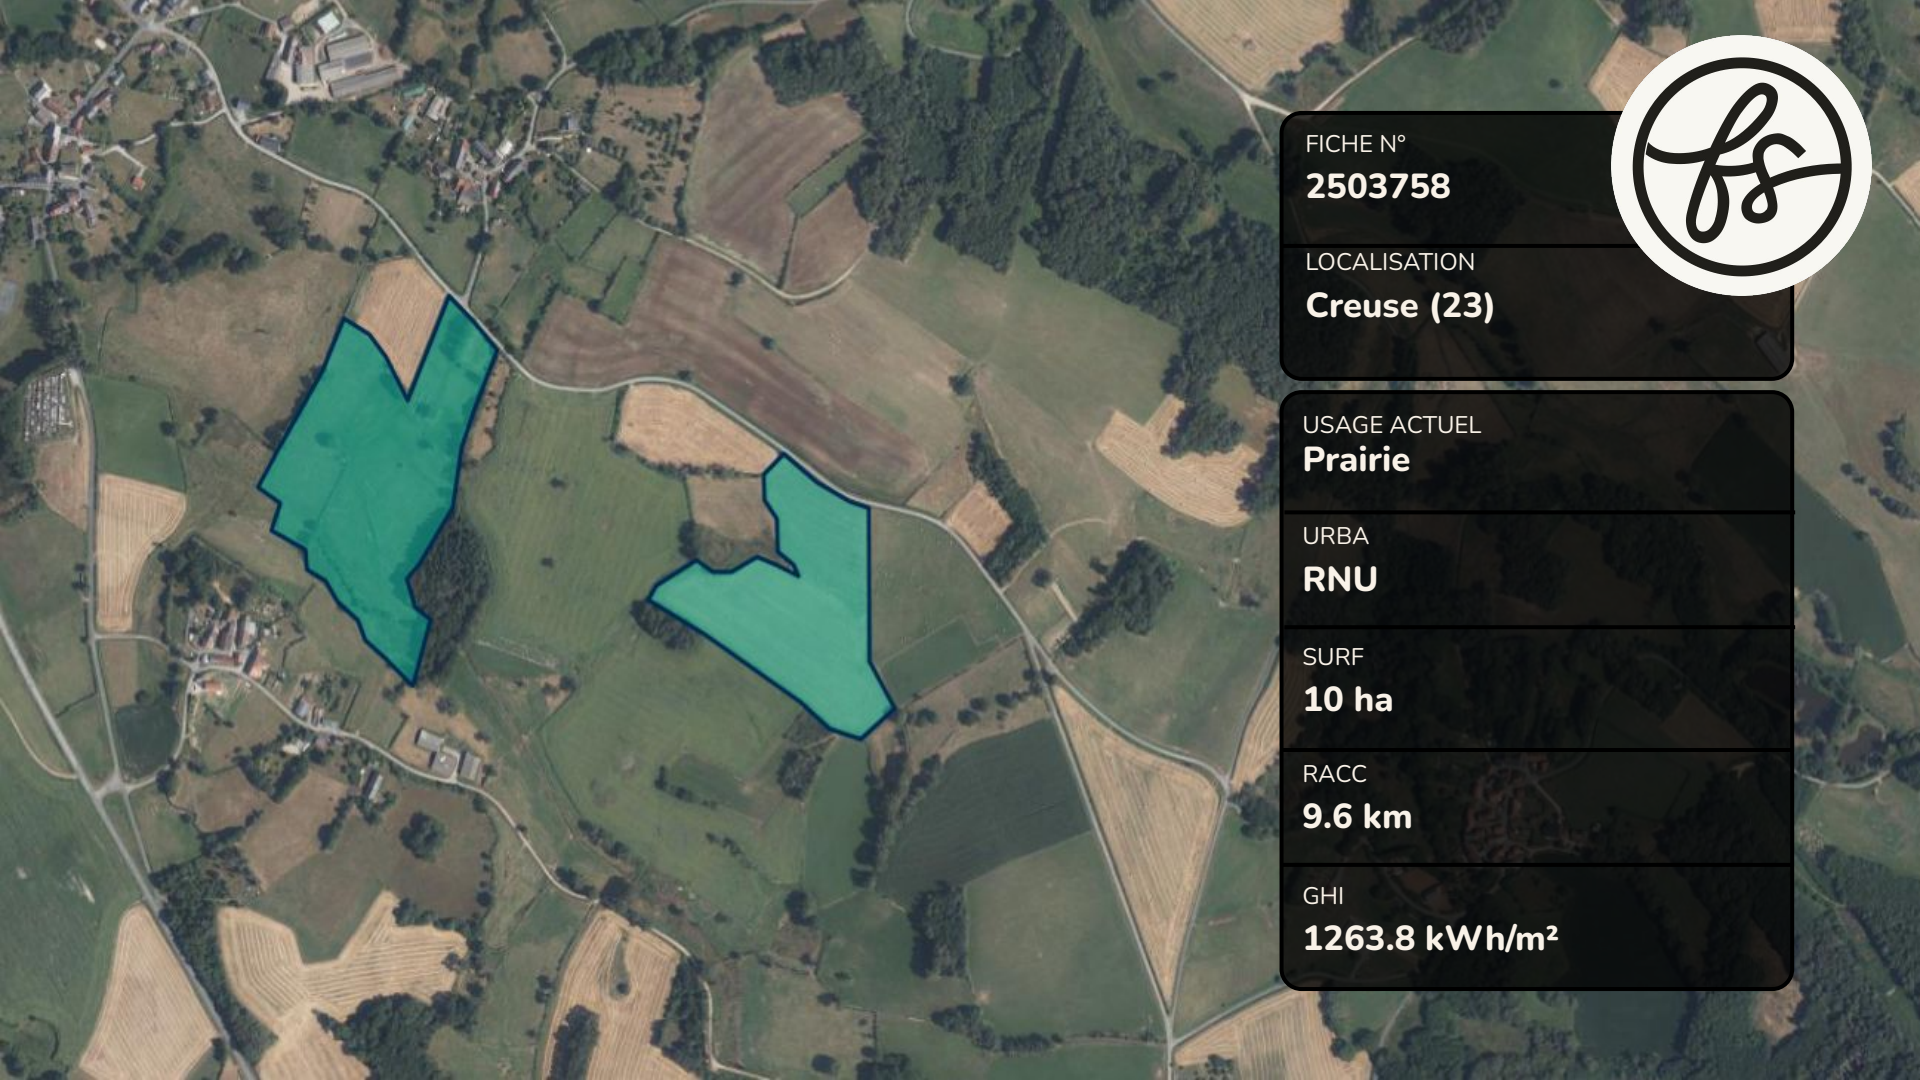 FICHE N°
2503758
fs
LOCALISATION
Creuse (23)
USAGE ACTUEL
Prairie
URBA
RNU
SURF
10 ha
RACC
9.6 km
GHI
1263.8 kWh/m²